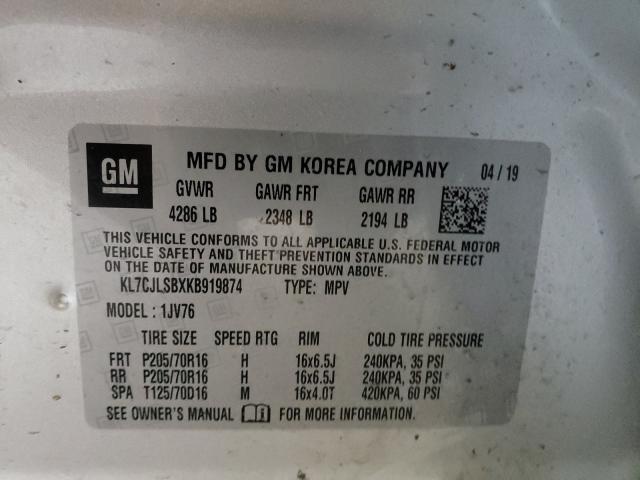 GM
MFD BY GM KOREA COMPANY 04 / 19
GVWR GAWR FRT GAWR RR
4286 LB 2348 LB 2194 LB
THIS VEHICLE CONFORMS TO ALL APPLICABLE U.S. FEDERAL MOTOR
VEHICLE SAFETY AND THEFT PREVENTION STANDARDS IN EFFECT
ON THE DATE OF MANUFACTURE SHOWN ABOVE.
KL7CJLSBXKB919874 TYPE: MPV
MODEL : 1JV76
TIRE SIZE SPEED RTG RIM COLD TIRE PRESSURE
FRT P205/70R16 H 16x6.5J 240KPA, 35 PSI
RR P205/70R16 H 16x6.5J 240KPA, 35 PSI
SPA T125/70D16 M 16x4.0T 420KPA, 60 PSI
SEE OWNER'S MANUAL FOR MORE INFORMATION.